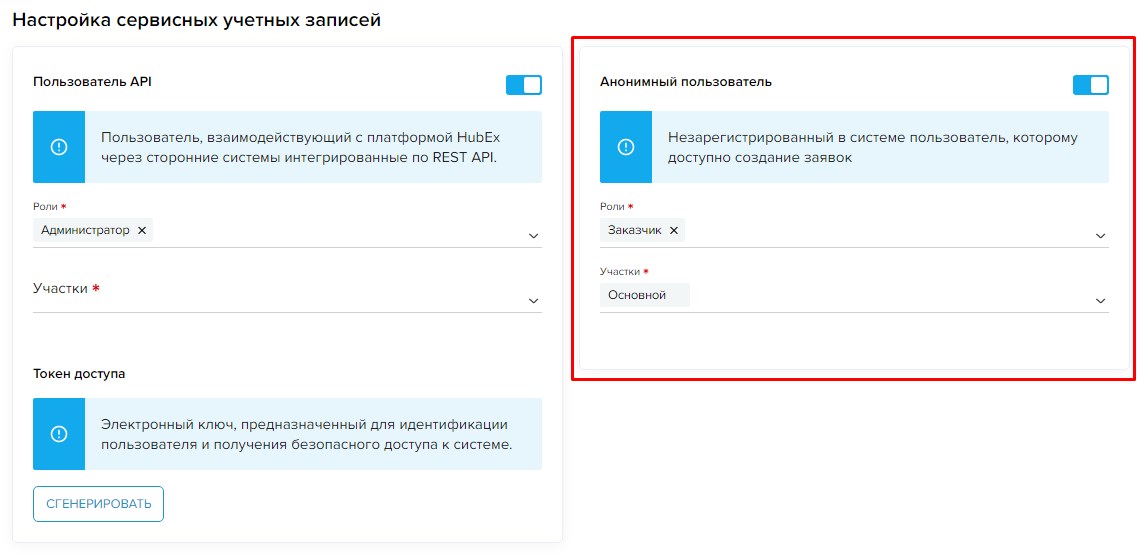 Настройка сервисных учетных записей
Пользователь API
Пользователь, взаимодействующий с платформой HubEx
через сторонние системы интегрированные по REST API.
Роли *
Администратор ✕
Участки *
Токен доступа
Электронный ключ, предназначенный для идентификации
пользователя и получения безопасного доступа к системе.
СГЕНЕРИРОВАТЬ
Анонимный пользователь
Незарегистрированный в системе пользователь, которому
доступно создание заявок
Роли *
Заказчик ✕
Участки *
Основной